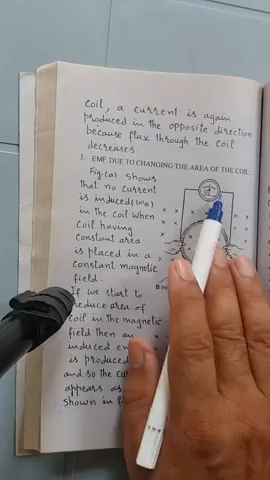 coil, a current is again
produced in the opposite direction
because flux through the coil
decreases
3. EMF DUE TO CHANGING THE AREA OF THE COIL
Fig.(a) shows
that no current
is induced
in the coil when
coil having
constant area
is placed in a
constant magnetic
field.
If we start to
reduce area of
coil in the magnetic
field then an
induced
is produced
and so the
appears as
shown in